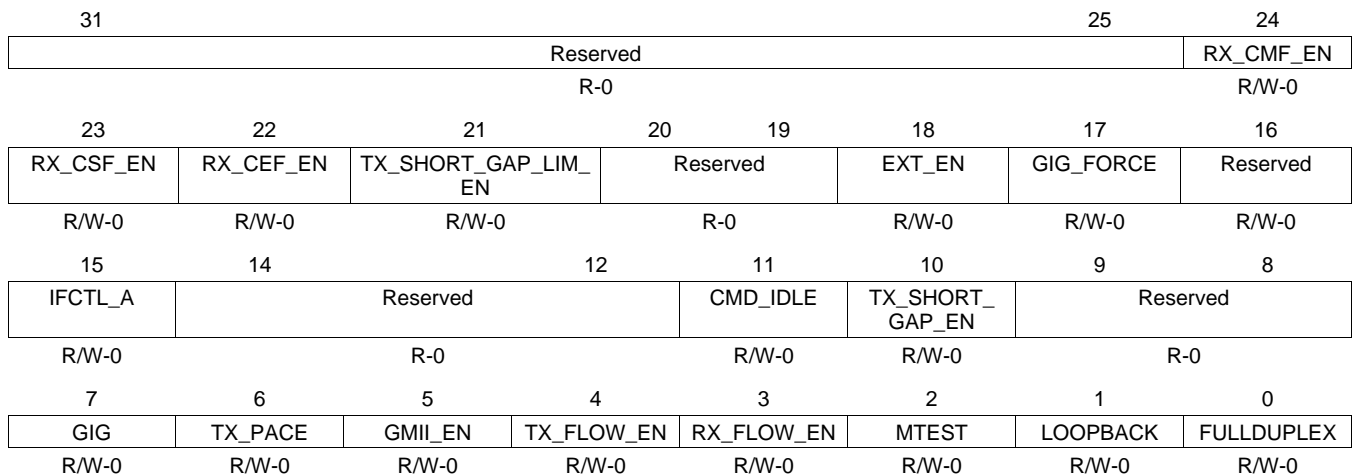 31 25 24
Reserved RX_CMF_EN
R-0 R/W-0
23 22 21 20 19 18 17 16
RX_CSF_EN RX_CEF_EN TX_SHORT_GAP_LIM_ Reserved EXT_EN GIG_FORCE Reserved
EN
R/W-0 R/W-0 R/W-0 R-0 R/W-0 R/W-0 R/W-0
15 14 12 11 10 9 8
IFCTL_A Reserved CMD_IDLE TX_SHORT_ Reserved
GAP_EN
R/W-0 R-0 R/W-0 R/W-0 R-0
7 6 5 4 3 2 1 0
GIG TX_PACE GMII_EN TX_FLOW_EN RX_FLOW_EN MTEST LOOPBACK FULLDUPLEX
R/W-0 R/W-0 R/W-0 R/W-0 R/W-0 R/W-0 R/W-0 R/W-0